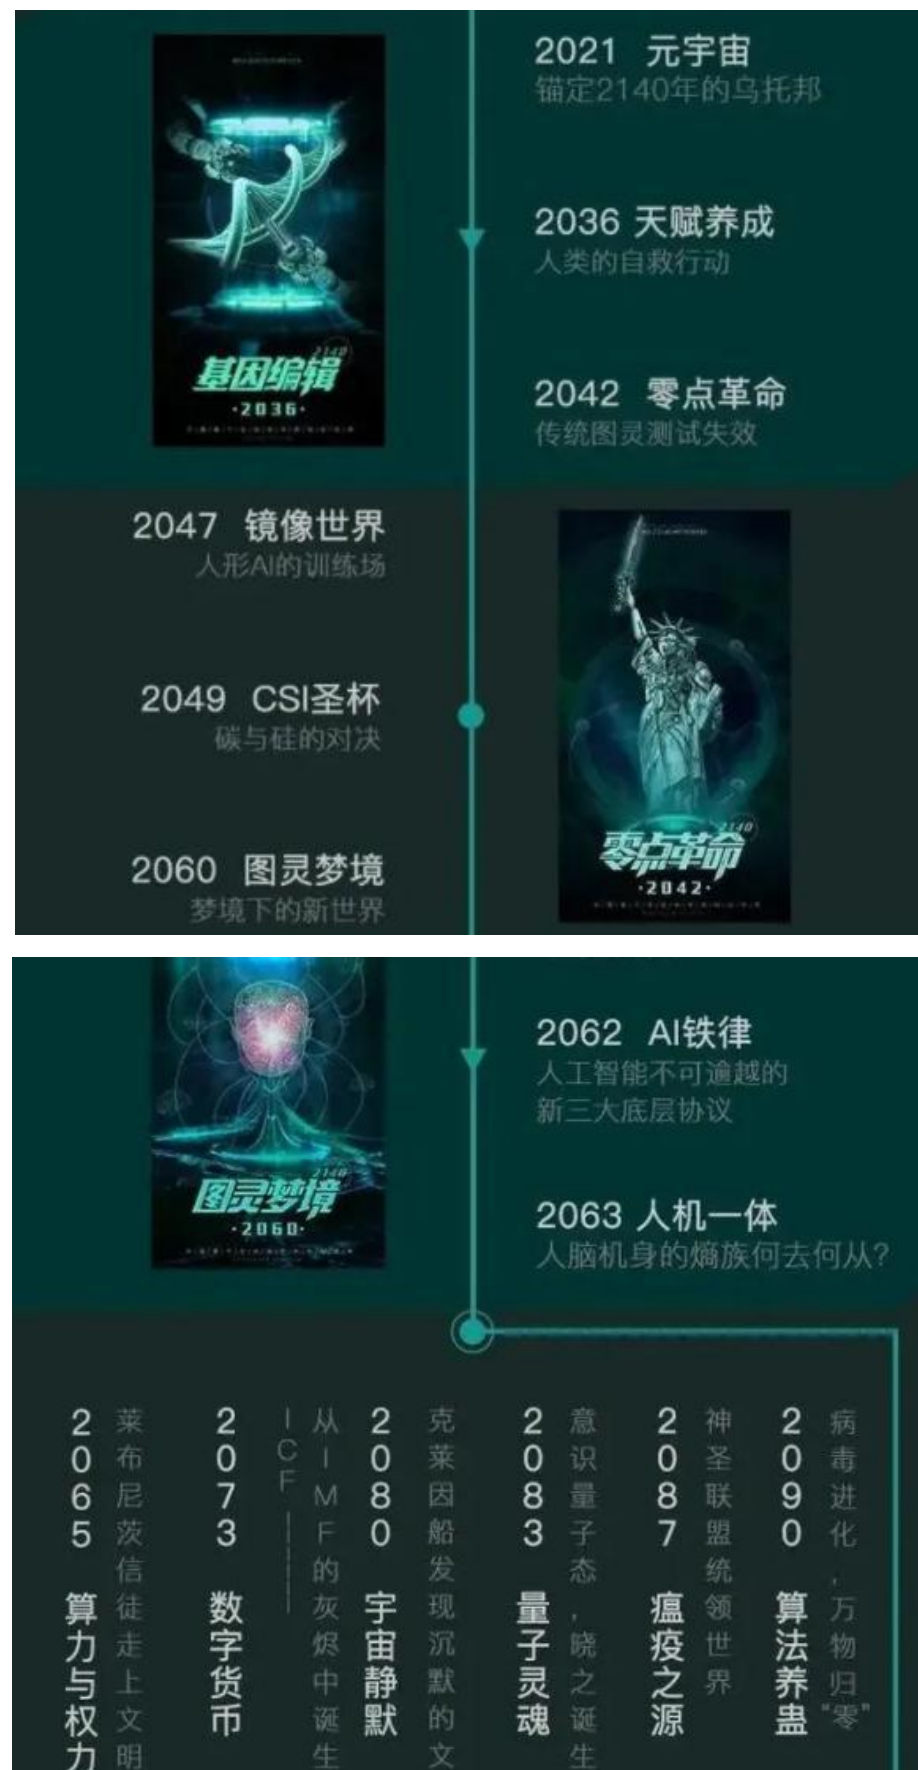 2021 元宇宙
锚定2140年的乌托邦
2036 天赋养成
人类的自救行动
2140
基因编辑
·2036·
2042 零点革命
传统图灵测试失效
2047 镜像世界
人形AI的训练场
2049 CSI圣杯
碳与硅的对决
2140
零点革命
·2042·
2060 图灵梦境
梦境下的新世界
2140
图灵梦境
·2060·
2062 AI铁律
人工智能不可逾越的
新三大底层协议
2063 人机一体
人脑机身的熵族何去何从?
2065 算力与权力
莱布尼茨信徒走上文明
2073 数字货币
ICF——
从IMF的灰烬中诞生
2080 宇宙静默
克莱因船发现沉默的文
2083 量子灵魂
意识量子态,晓之诞生
2087 瘟疫之源
神圣联盟统领世界
2090 算法养蛊
病毒进化,万物归“零”